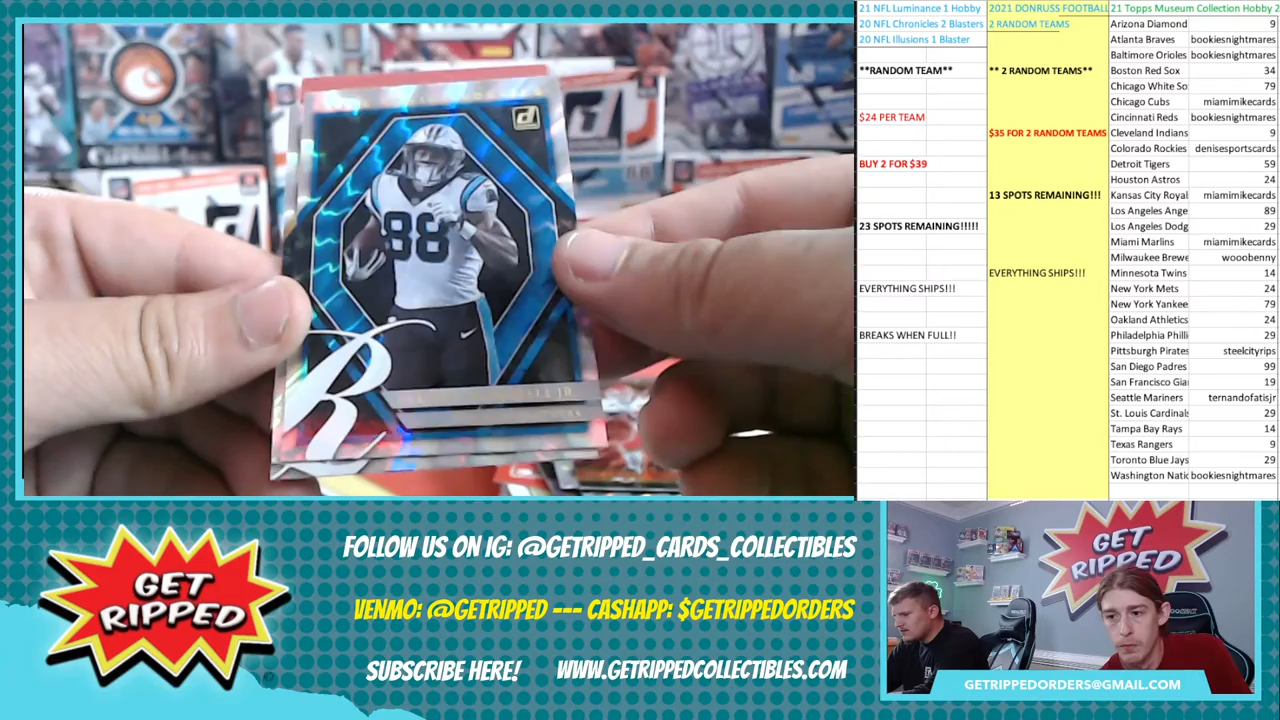 21 NFL Luminance 1 Hobby
20 NFL Chronicles 2 Blasters
20 NFL Illusions 1 Blaster
**RANDOM TEAM**
$24 PER TEAM
BUY 2 FOR $39
23 SPOTS REMAINING!!!!!
EVERYTHING SHIPS!!!
BREAKS WHEN FULL!!
2021 DONRUSS FOOTBALL
2 RANDOM TEAMS
** 2 RANDOM TEAMS**
$35 FOR 2 RANDOM TEAMS
13 SPOTS REMAINING!!!
EVERYTHING SHIPS!!!
21 Topps Museum Collection Hobby 2
Arizona Diamond 9
Atlanta Braves bookiesnightmares
Baltimore Orioles bookiesnightmares
Boston Red Sox 34
Chicago White So 79
Chicago Cubs miamimikecards
Cincinnati Reds bookiesnightmares
Cleveland Indians 9
Colorado Rockies denisesportscards
Detroit Tigers 59
Houston Astros 24
Kansas City Royal miamimikecards
Los Angeles Ange 89
Los Angeles Dodg 29
Miami Marlins miamimikecards
Milwaukee Brewe wooobenny
Minnesota Twins 14
New York Mets 24
New York Yankee 79
Oakland Athletics 24
Philadelphia Philli 29
Pittsburgh Pirates steelcityrips
San Diego Padres 99
San Francisco Gia 19
Seattle Mariners ternandofatisjr
St. Louis Cardinals 29
Tampa Bay Rays 14
Texas Rangers 9
Toronto Blue Jays 29
Washington Natic bookiesnightmares
88
R
JR
GET
RIPPED
FOLLOW US ON IG: @GETRIPPED_CARDS_COLLECTIBLES
VENMO: @GETRIPPED --- CASHAPP: $GETRIPPEDORDERS
SUBSCRIBE HERE! WWW.GETRIPPEDCOLLECTIBLES.COM
GET
RIPPED
GETRIPPEDORDERS@GMAIL.COM